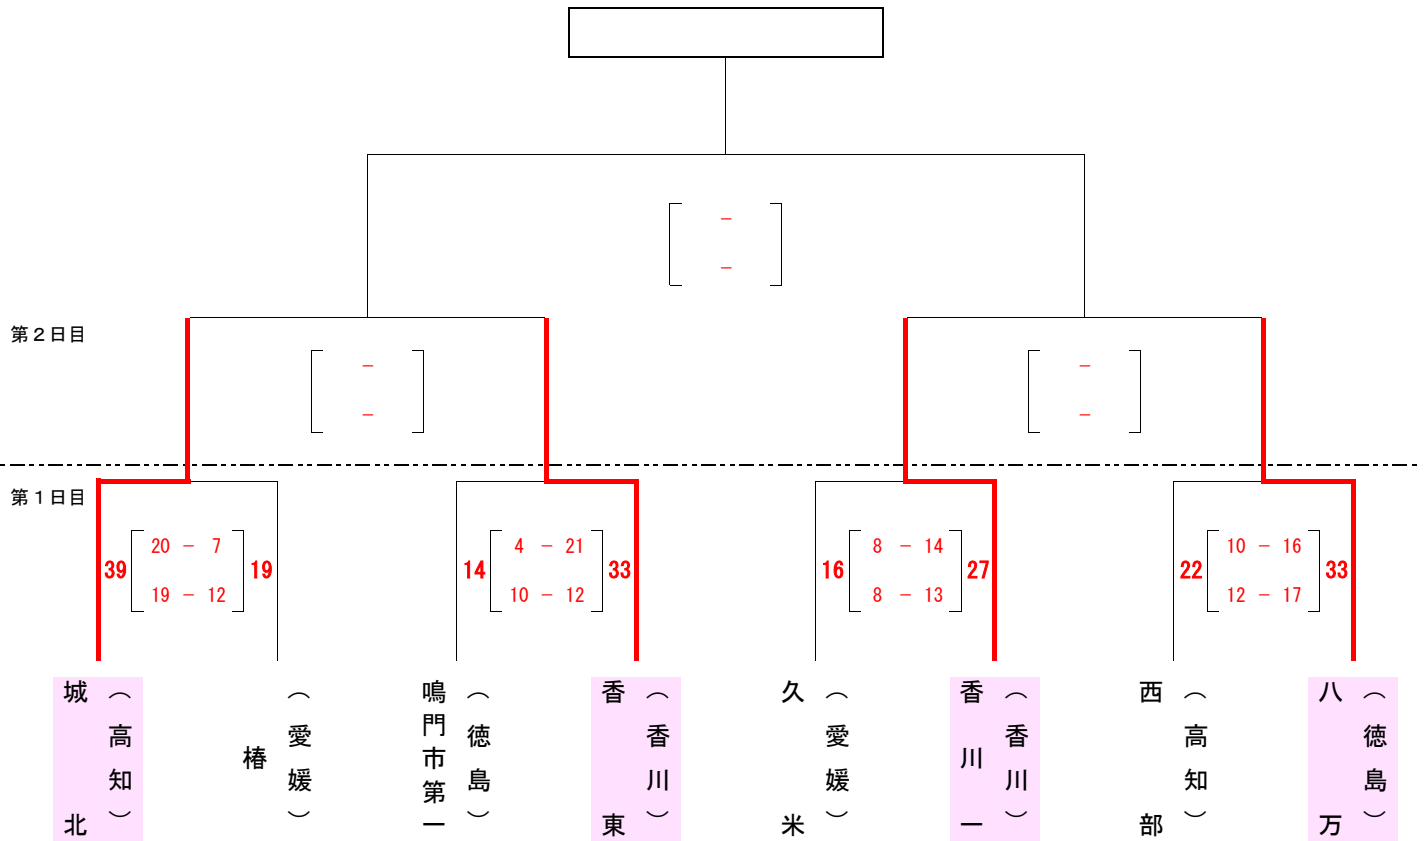 －
－
第２日目
－
－
－
－
第１日目
39 20 － 7 19
19 － 12
14 4 － 21 33
10 － 12
16 8 － 14 27
8 － 13
22 10 － 16 33
12 － 17
城北
（高知）
椿
（愛媛）
鳴門市第一
（徳島）
香東
（香川）
久米
（愛媛）
香川一
（香川）
西部
（高知）
八万
（徳島）